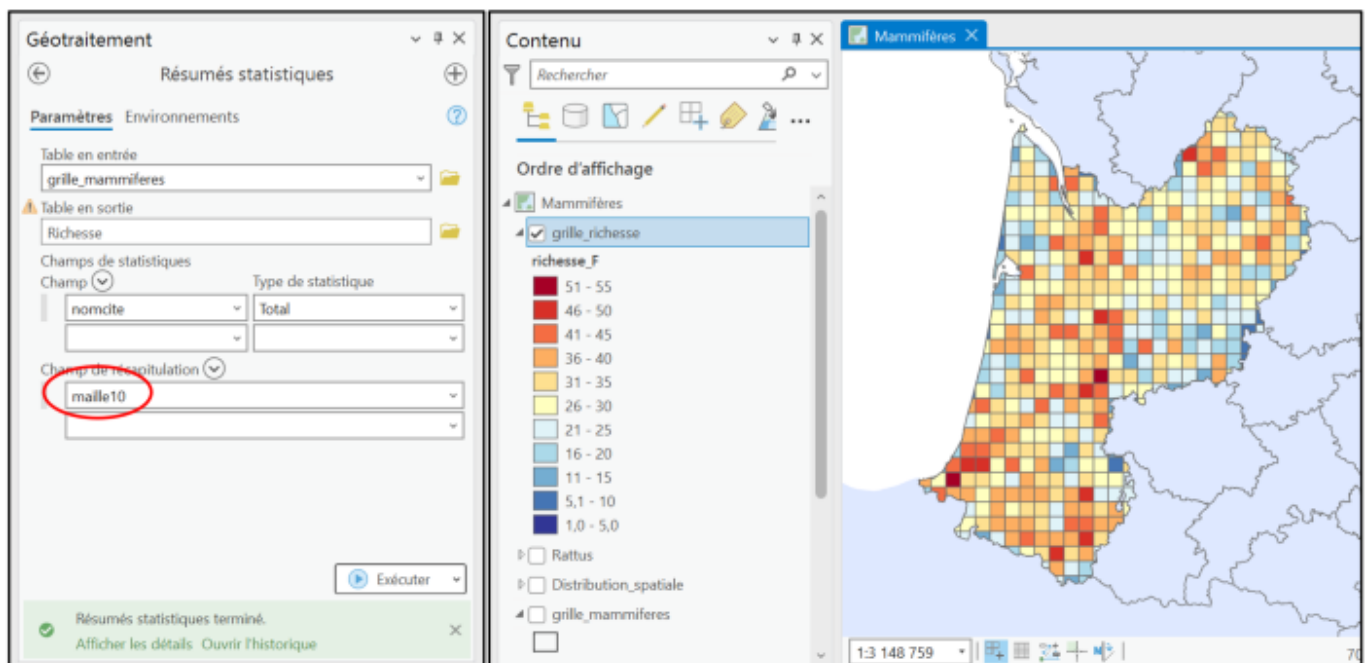 Géotraitement
Résumés statistiques
Paramètres Environnements
Table en entrée
grille_mammiferes
Table en sortie
Richesse
Champs de statistiques
Champ Type de statistique
nomcite Total
Champ de récapitulation
maille10
Exécuter
Résumés statistiques terminé.
Afficher les détails Ouvrir l'historique
Contenu
Rechercher
Ordre d'affichage
Mammifères
grille_richesse
richesse_F
51 - 55
46 - 50
41 - 45
36 - 40
31 - 35
26 - 30
21 - 25
16 - 20
11 - 15
5,1 - 10
1,0 - 5,0
Rattus
Distribution_spatiale
grille_mammiferes
Mammifères
1:3 148 759